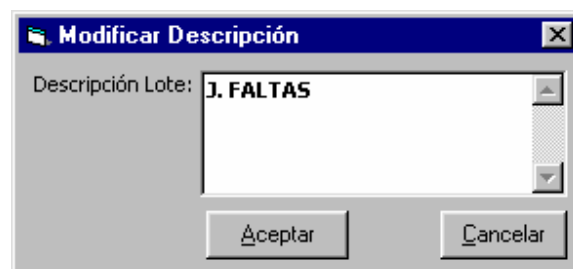 Modificar Descripción
Descripción Lote: J. FALTAS
Aceptar Cancelar